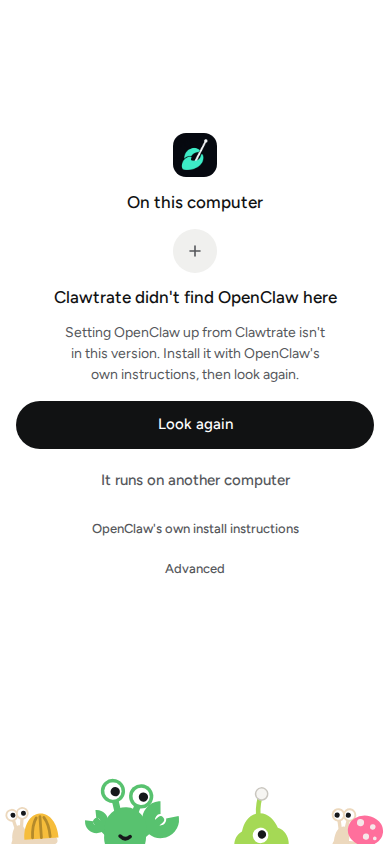 On this computer
Clawtrate didn't find OpenClaw here
Setting OpenClaw up from Clawtrate isn't
in this version. Install it with OpenClaw's
own instructions, then look again.
Look again
It runs on another computer
OpenClaw's own install instructions
Advanced